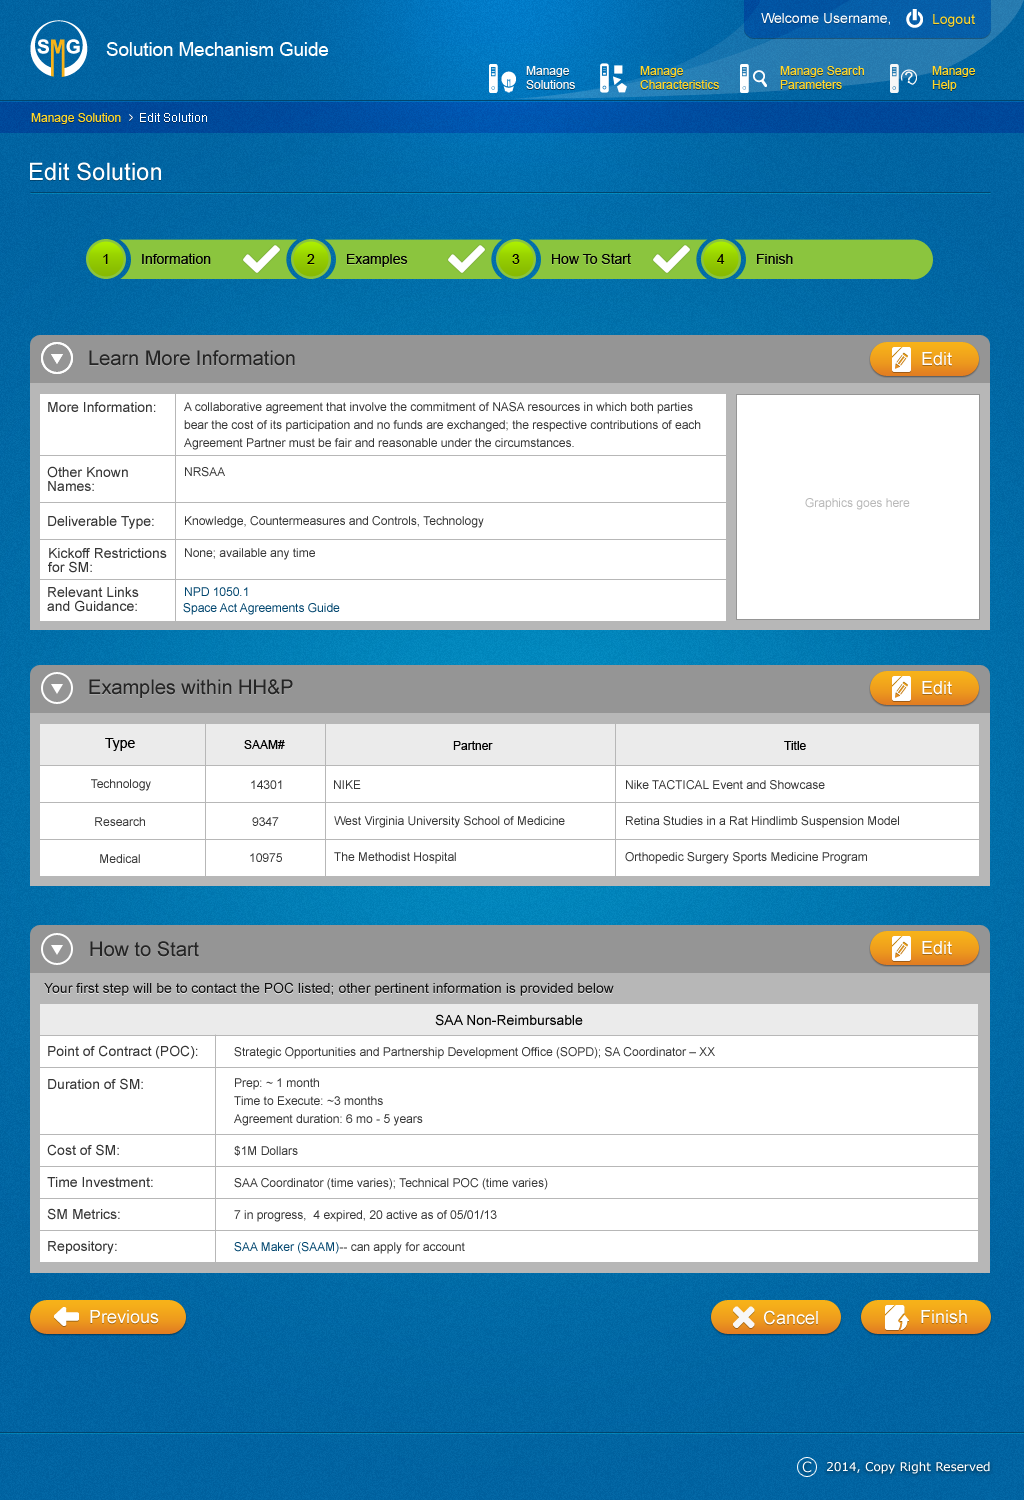 Welcome Username,
Logout
SMG
Solution Mechanism Guide
Manage
Solutions
Manage
Characteristics
Manage Search
Parameters
Manage
Help
Manage Solution > Edit Solution
Edit Solution
1 Information
2 Examples
3 How To Start
4 Finish
Learn More Information
Edit
More Information:
A collaborative agreement that involve the commitment of NASA resources in which both parties
bear the cost of its participation and no funds are exchanged; the respective contributions of each
Agreement Partner must be fair and reasonable under the circumstances.
Other Known
Names:
NRSAA
Deliverable Type:
Knowledge, Countermeasures and Controls, Technology
Kickoff Restrictions
for SM:
None; available any time
Relevant Links
and Guidance:
NPD 1050.1
Space Act Agreements Guide
Graphics goes here
Examples within HH&P
Edit
Type SAAM# Partner Title
Technology 14301 NIKE Nike TACTICAL Event and Showcase
Research 9347 West Virginia University School of Medicine Retina Studies in a Rat Hindlimb Suspension Model
Medical 10975 The Methodist Hospital Orthopedic Surgery Sports Medicine Program
How to Start
Edit
Your first step will be to contact the POC listed; other pertinent information is provided below
SAA Non-Reimbursable
Point of Contract (POC): Strategic Opportunities and Partnership Development Office (SOPD); SA Coordinator – XX
Duration of SM:
Prep: ~ 1 month
Time to Execute: ~3 months
Agreement duration: 6 mo - 5 years
Cost of SM: $1M Dollars
Time Investment: SAA Coordinator (time varies); Technical POC (time varies)
SM Metrics: 7 in progress, 4 expired, 20 active as of 05/01/13
Repository: SAA Maker (SAAM)-- can apply for account
Previous
Cancel
Finish
© 2014, Copy Right Reserved